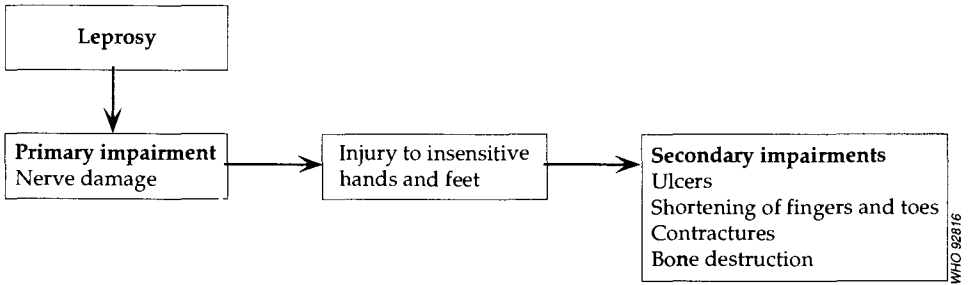 Leprosy
Primary impairment
Nerve damage
Injury to insensitive
hands and feet
Secondary impairments
Ulcers
Shortening of fingers and toes
Contractures
Bone destruction
WHO 92816